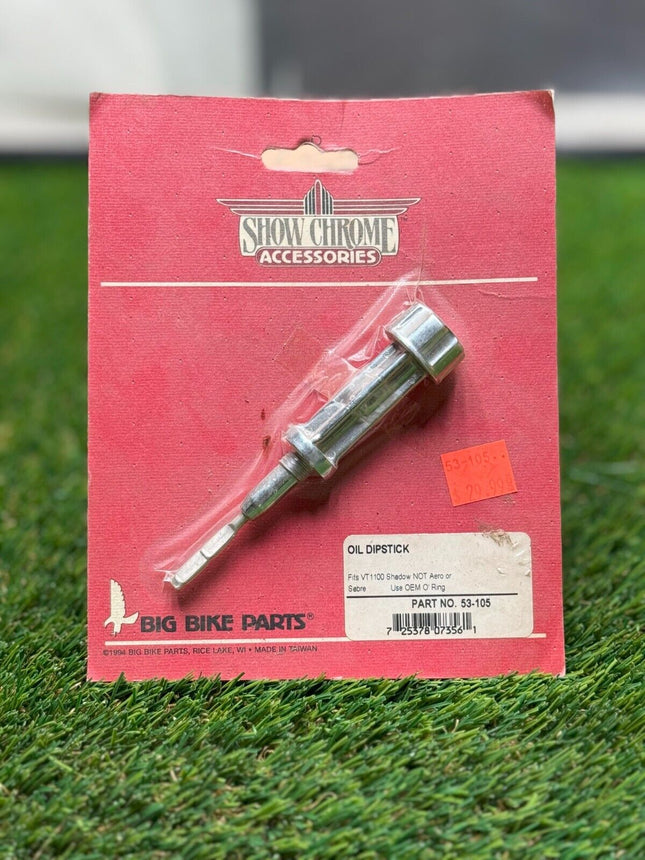 SHOW CHROME
ACCESSORIES
53-105
OIL DIPSTICK
Fits VT1100 Shadow NOT Aero or
Sabre Use OEM O' Ring
PART NO. 53-105
7 25378 07356 1
BIG BIKE PARTS®
©1994 BIG BIKE PARTS, RICE LAKE, WI • MADE IN TAIWAN